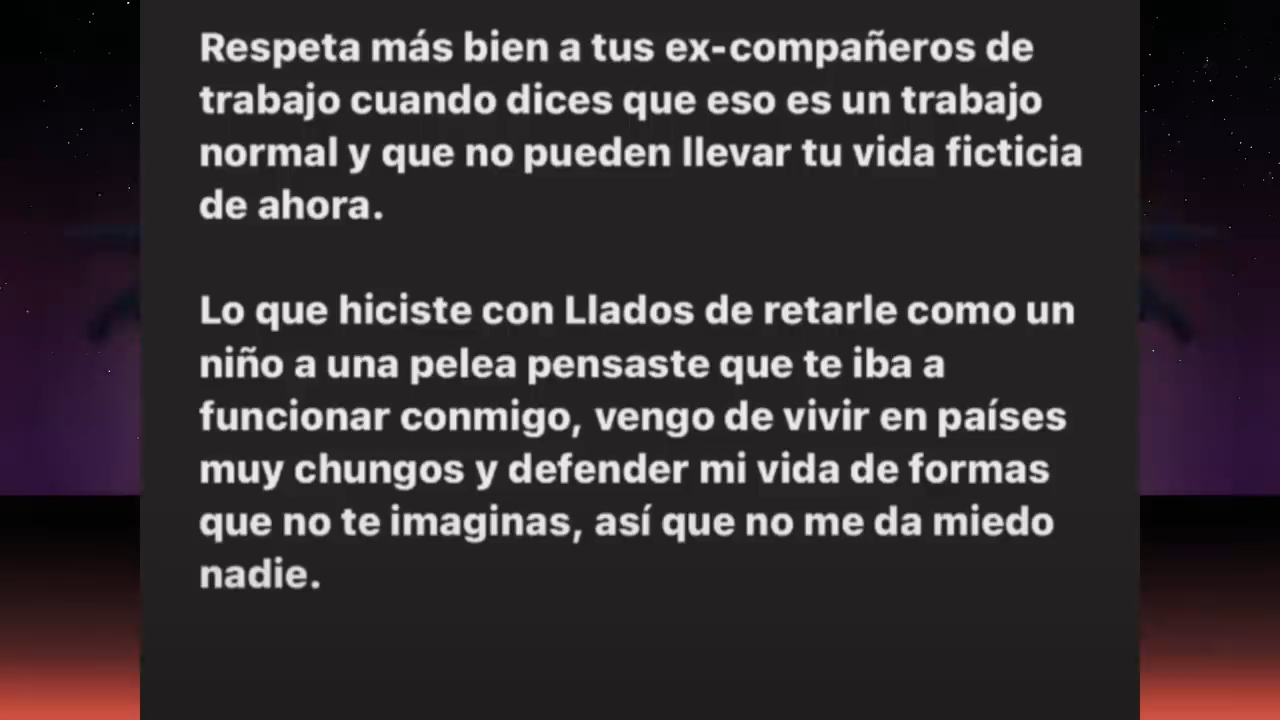 Respeta más bien a tus ex-compañeros de
trabajo cuando dices que eso es un trabajo
normal y que no pueden llevar tu vida ficticia
de ahora.
Lo que hiciste con Llados de retarle como un
niño a una pelea pensaste que te iba a
funcionar conmigo, vengo de vivir en países
muy chungos y defender mi vida de formas
que no te imaginas, así que no me da miedo
nadie.